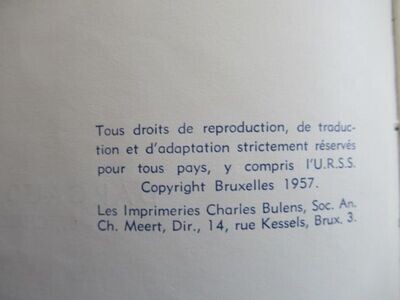 Tous droits de reproduction, de traduc-
tion et d'adaptation strictement réservés
pour tous pays, y compris l'U.R.S.S.
Copyright Bruxelles 1957.
Les Imprimeries Charles Bulens, Soc. An.
Ch. Meert, Dir., 14, rue Kessels, Brux. 3.